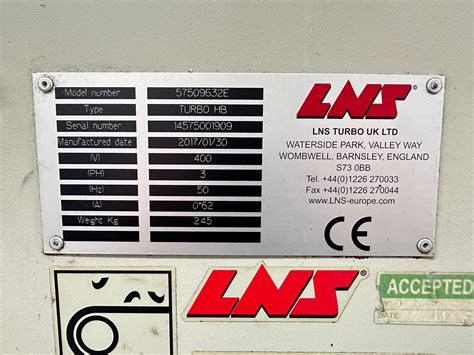 Model number 57509632E
Type TURBO HB
Serial number 14575001909
Manufactured date 2017/01/30
(V) 400
(PH) 3
(Hz) 50
(A) 0*62
Weight Kg 245
LNS
LNS TURBO UK LTD
WATERSIDE PARK, VALLEY WAY
WOMBWELL, BARNSLEY, ENGLAND
S73 0BB
Tel. +44(0)1226 270033
Fax +44(0)1226 270044
www.LNS-europe.com
CE
LNS
ACCEPTED
DATE